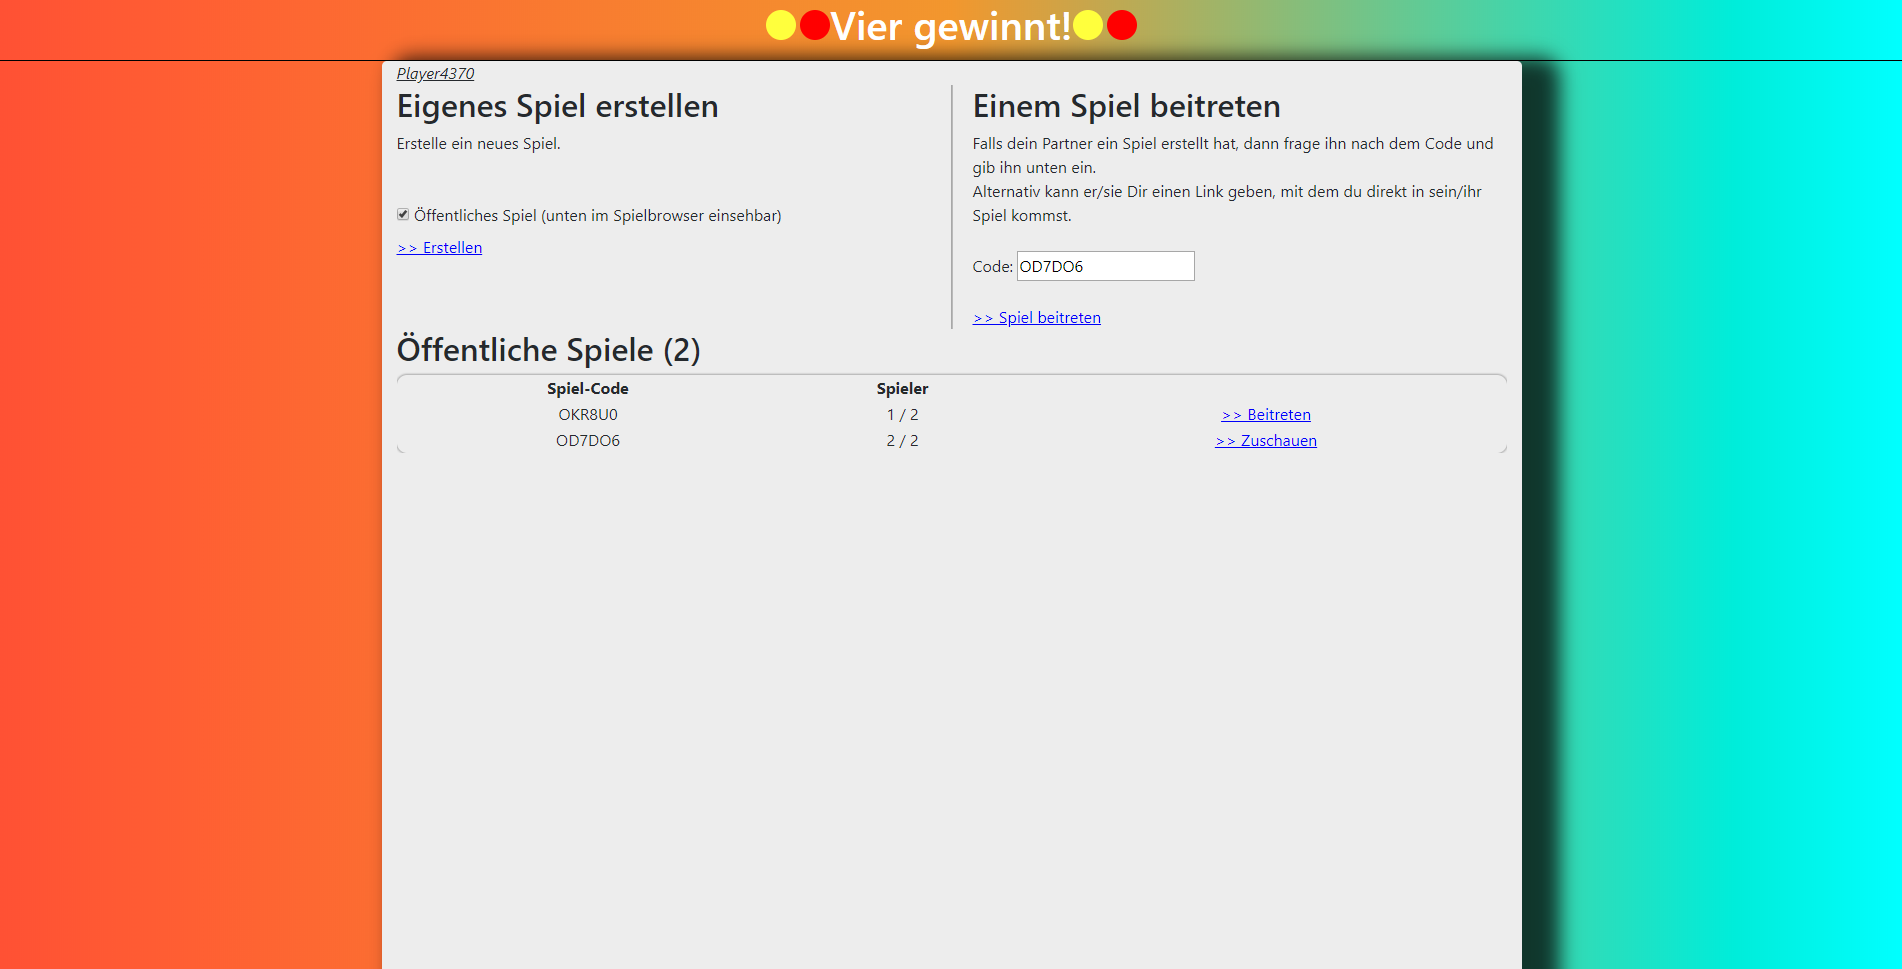 Vier gewinnt!
Player4370
Eigenes Spiel erstellen
Erstelle ein neues Spiel.
Öffentliches Spiel (unten im Spielbrowser einsehbar)
>> Erstellen
Einem Spiel beitreten
Falls dein Partner ein Spiel erstellt hat, dann frage ihn nach dem Code und
gib ihn unten ein.
Alternativ kann er/sie Dir einen Link geben, mit dem du direkt in sein/ihr
Spiel kommst.
Code: OD7DO6
>> Spiel beitreten
Öffentliche Spiele (2)
Spiel-Code Spieler
OKR8U0 1 / 2 >> Beitreten
OD7DO6 2 / 2 >> Zuschauen